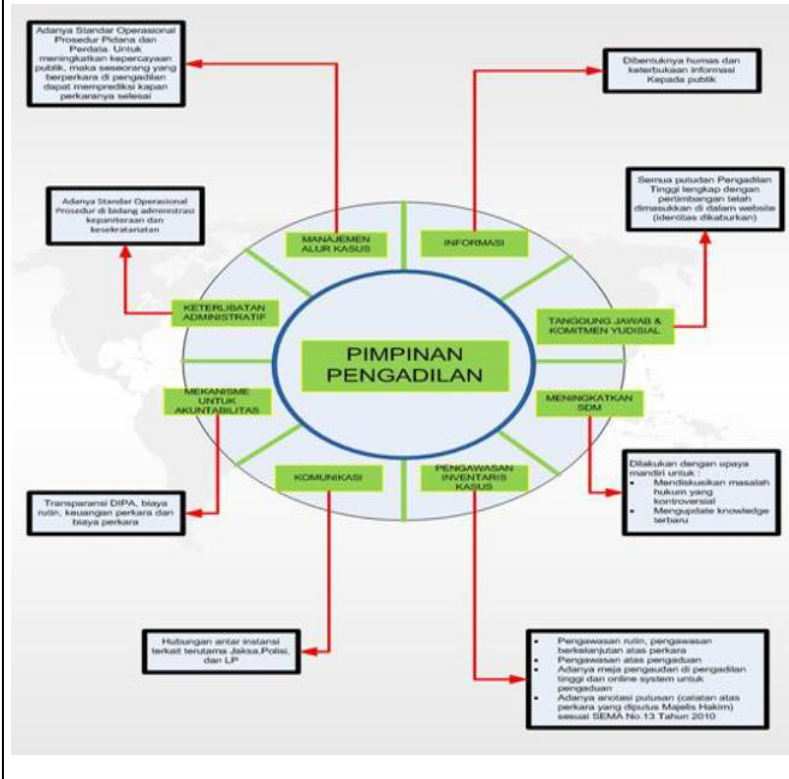 Adanya Standar Operasional
Prosedur Pidana dan
Perdata. Untuk
meningkatkan kepercayaan
publik, maka seseorang yang
berperkara di pengadilan
dapat memprediksi kapan
perkaranya selesai
Dibentuknya humas dan
keterbukaan informasi
Kepada publik
Adanya Standar Operasional
Prosedur di bidang administrasi
kepaniteraan dan
kesekratariatan
Semua putudan Pengadilan
Tinggi lengkap dengan
pertimbangan telah
dimasukkan di dalam website
(identitas dikaburkan)
MANAJEMEN
ALUR KASUS
INFORMASI
KETERLIBATAN
ADMINISTRATIF
TANGGUNG JAWAB &
KOMITMEN YUDISIAL
PIMPINAN
PENGADILAN
MEKANISME
UNTUK
AKUNTABILITAS
MENINGKATKAN
SDM
KOMUNIKASI
PENGAWASAN
INVENTARIS
KASUS
Transparansi DIPA, biaya
rutin, keuangan perkara dan
biaya perkara
Dilakukan dengan upaya
mandiri untuk :
• Mendiskusikan masalah
hukum yang
kontroversial
• Mengupdate knowledge
terbaru
Hubungan antar instansi
terkait terutama Jaksa,Polisi,
dan LP
• Pengawasan rutin, pengawasan
berkelanjutan atas perkara
• Pengawasan atas pengaduan
• Adanya meja pengaudan di pengadilan
tinggi dan online system untuk
pengaduan
• Adanya anotasi putusan (catatan atas
perkara yang diputus Majelis Hakim)
sesuai SEMA No.13 Tahun 2010